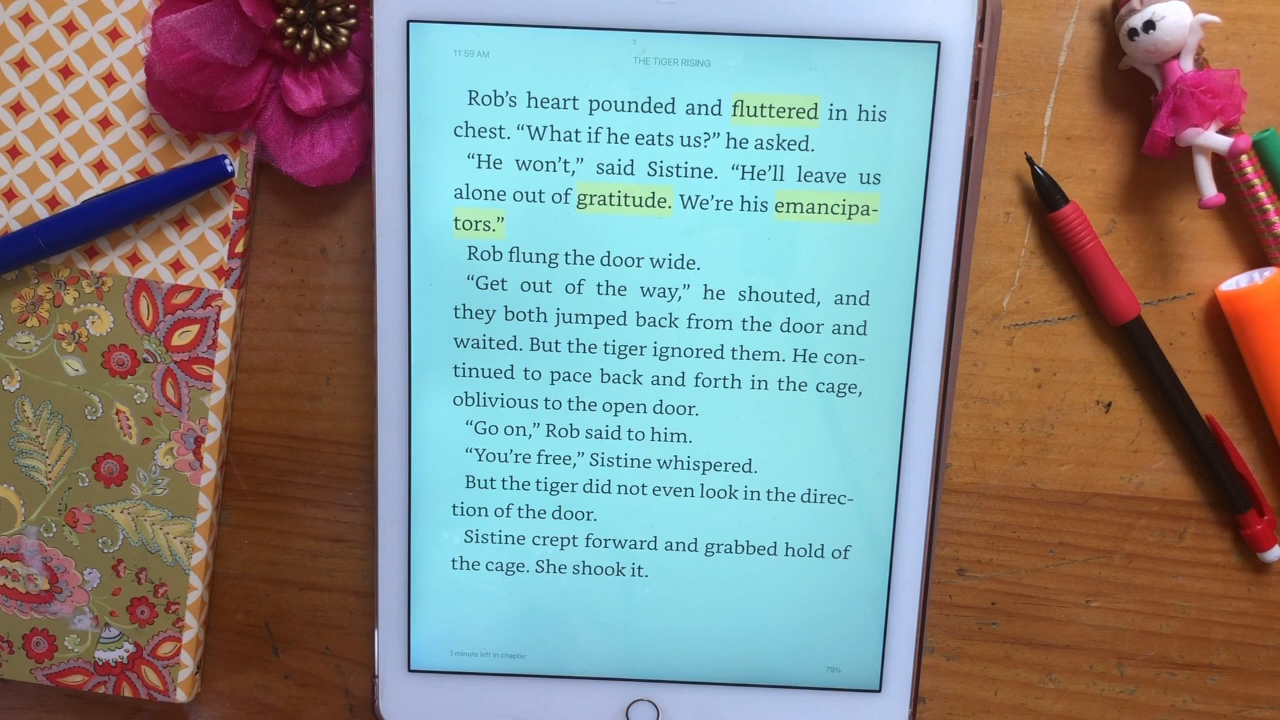 11:59 AM
THE TIGER RISING
Rob’s heart pounded and fluttered in his
chest. “What if he eats us?” he asked.
“He won’t,” said Sistine. “He’ll leave us
alone out of gratitude. We’re his emancipa-
tors.”
Rob flung the door wide.
“Get out of the way,” he shouted, and
they both jumped back from the door and
waited. But the tiger ignored them. He con-
tinued to pace back and forth in the cage,
oblivious to the open door.
“Go on,” Rob said to him.
“You’re free,” Sistine whispered.
But the tiger did not even look in the direc-
tion of the door.
Sistine crept forward and grabbed hold of
the cage. She shook it.
1 minute left in chapter
79%